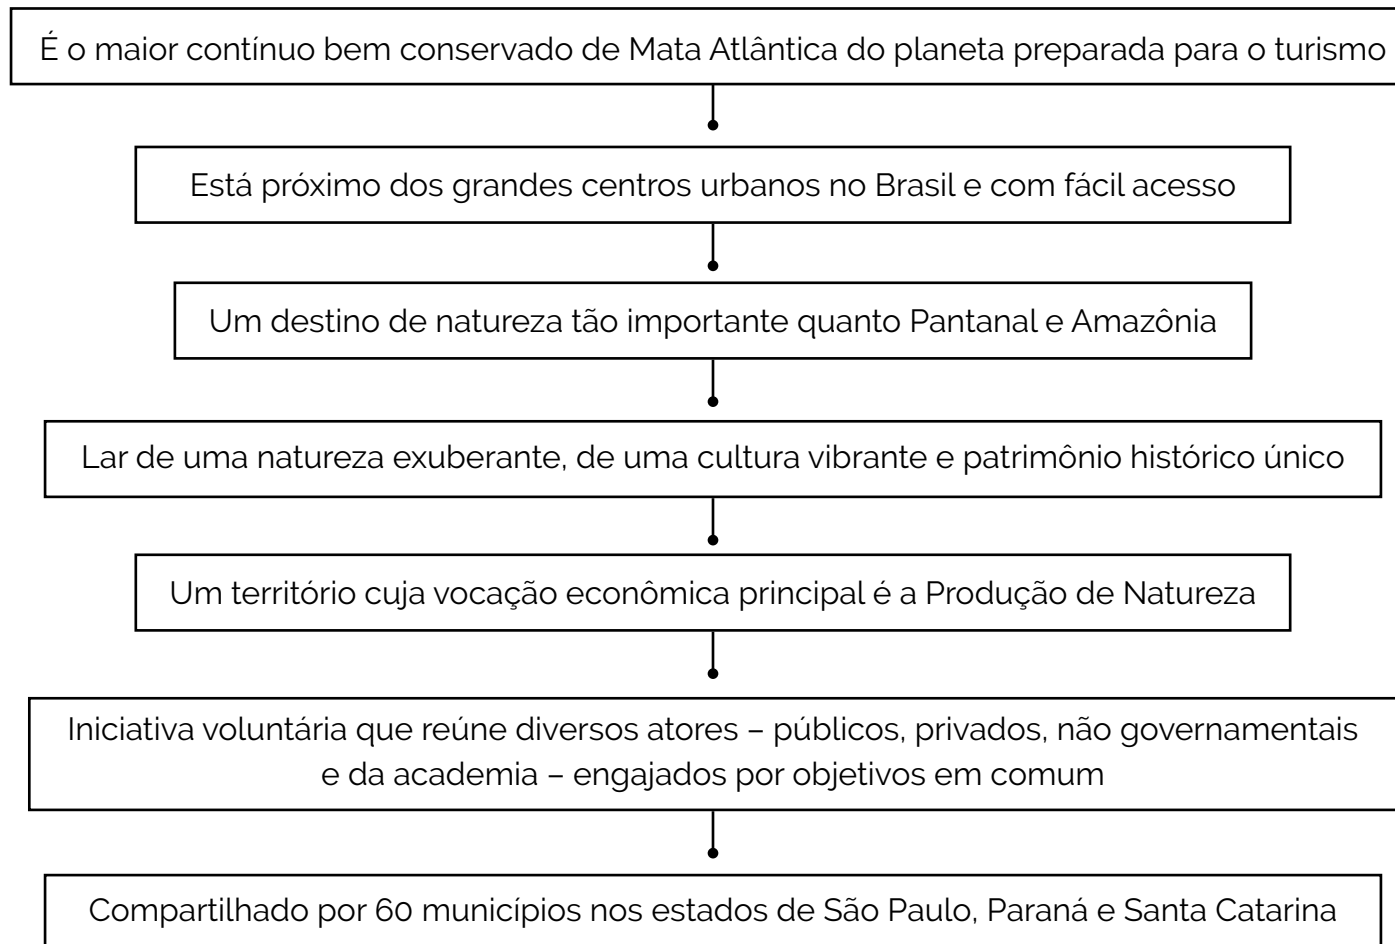 É o maior contínuo bem conservado de Mata Atlântica do planeta preparada para o turismo
Está próximo dos grandes centros urbanos no Brasil e com fácil acesso
Um destino de natureza tão importante quanto Pantanal e Amazônia
Lar de uma natureza exuberante, de uma cultura vibrante e patrimônio histórico único
Um território cuja vocação econômica principal é a Produção de Natureza
Iniciativa voluntária que reúne diversos atores – públicos, privados, não governamentais
e da academia – engajados por objetivos em comum
Compartilhado por 60 municípios nos estados de São Paulo, Paraná e Santa Catarina